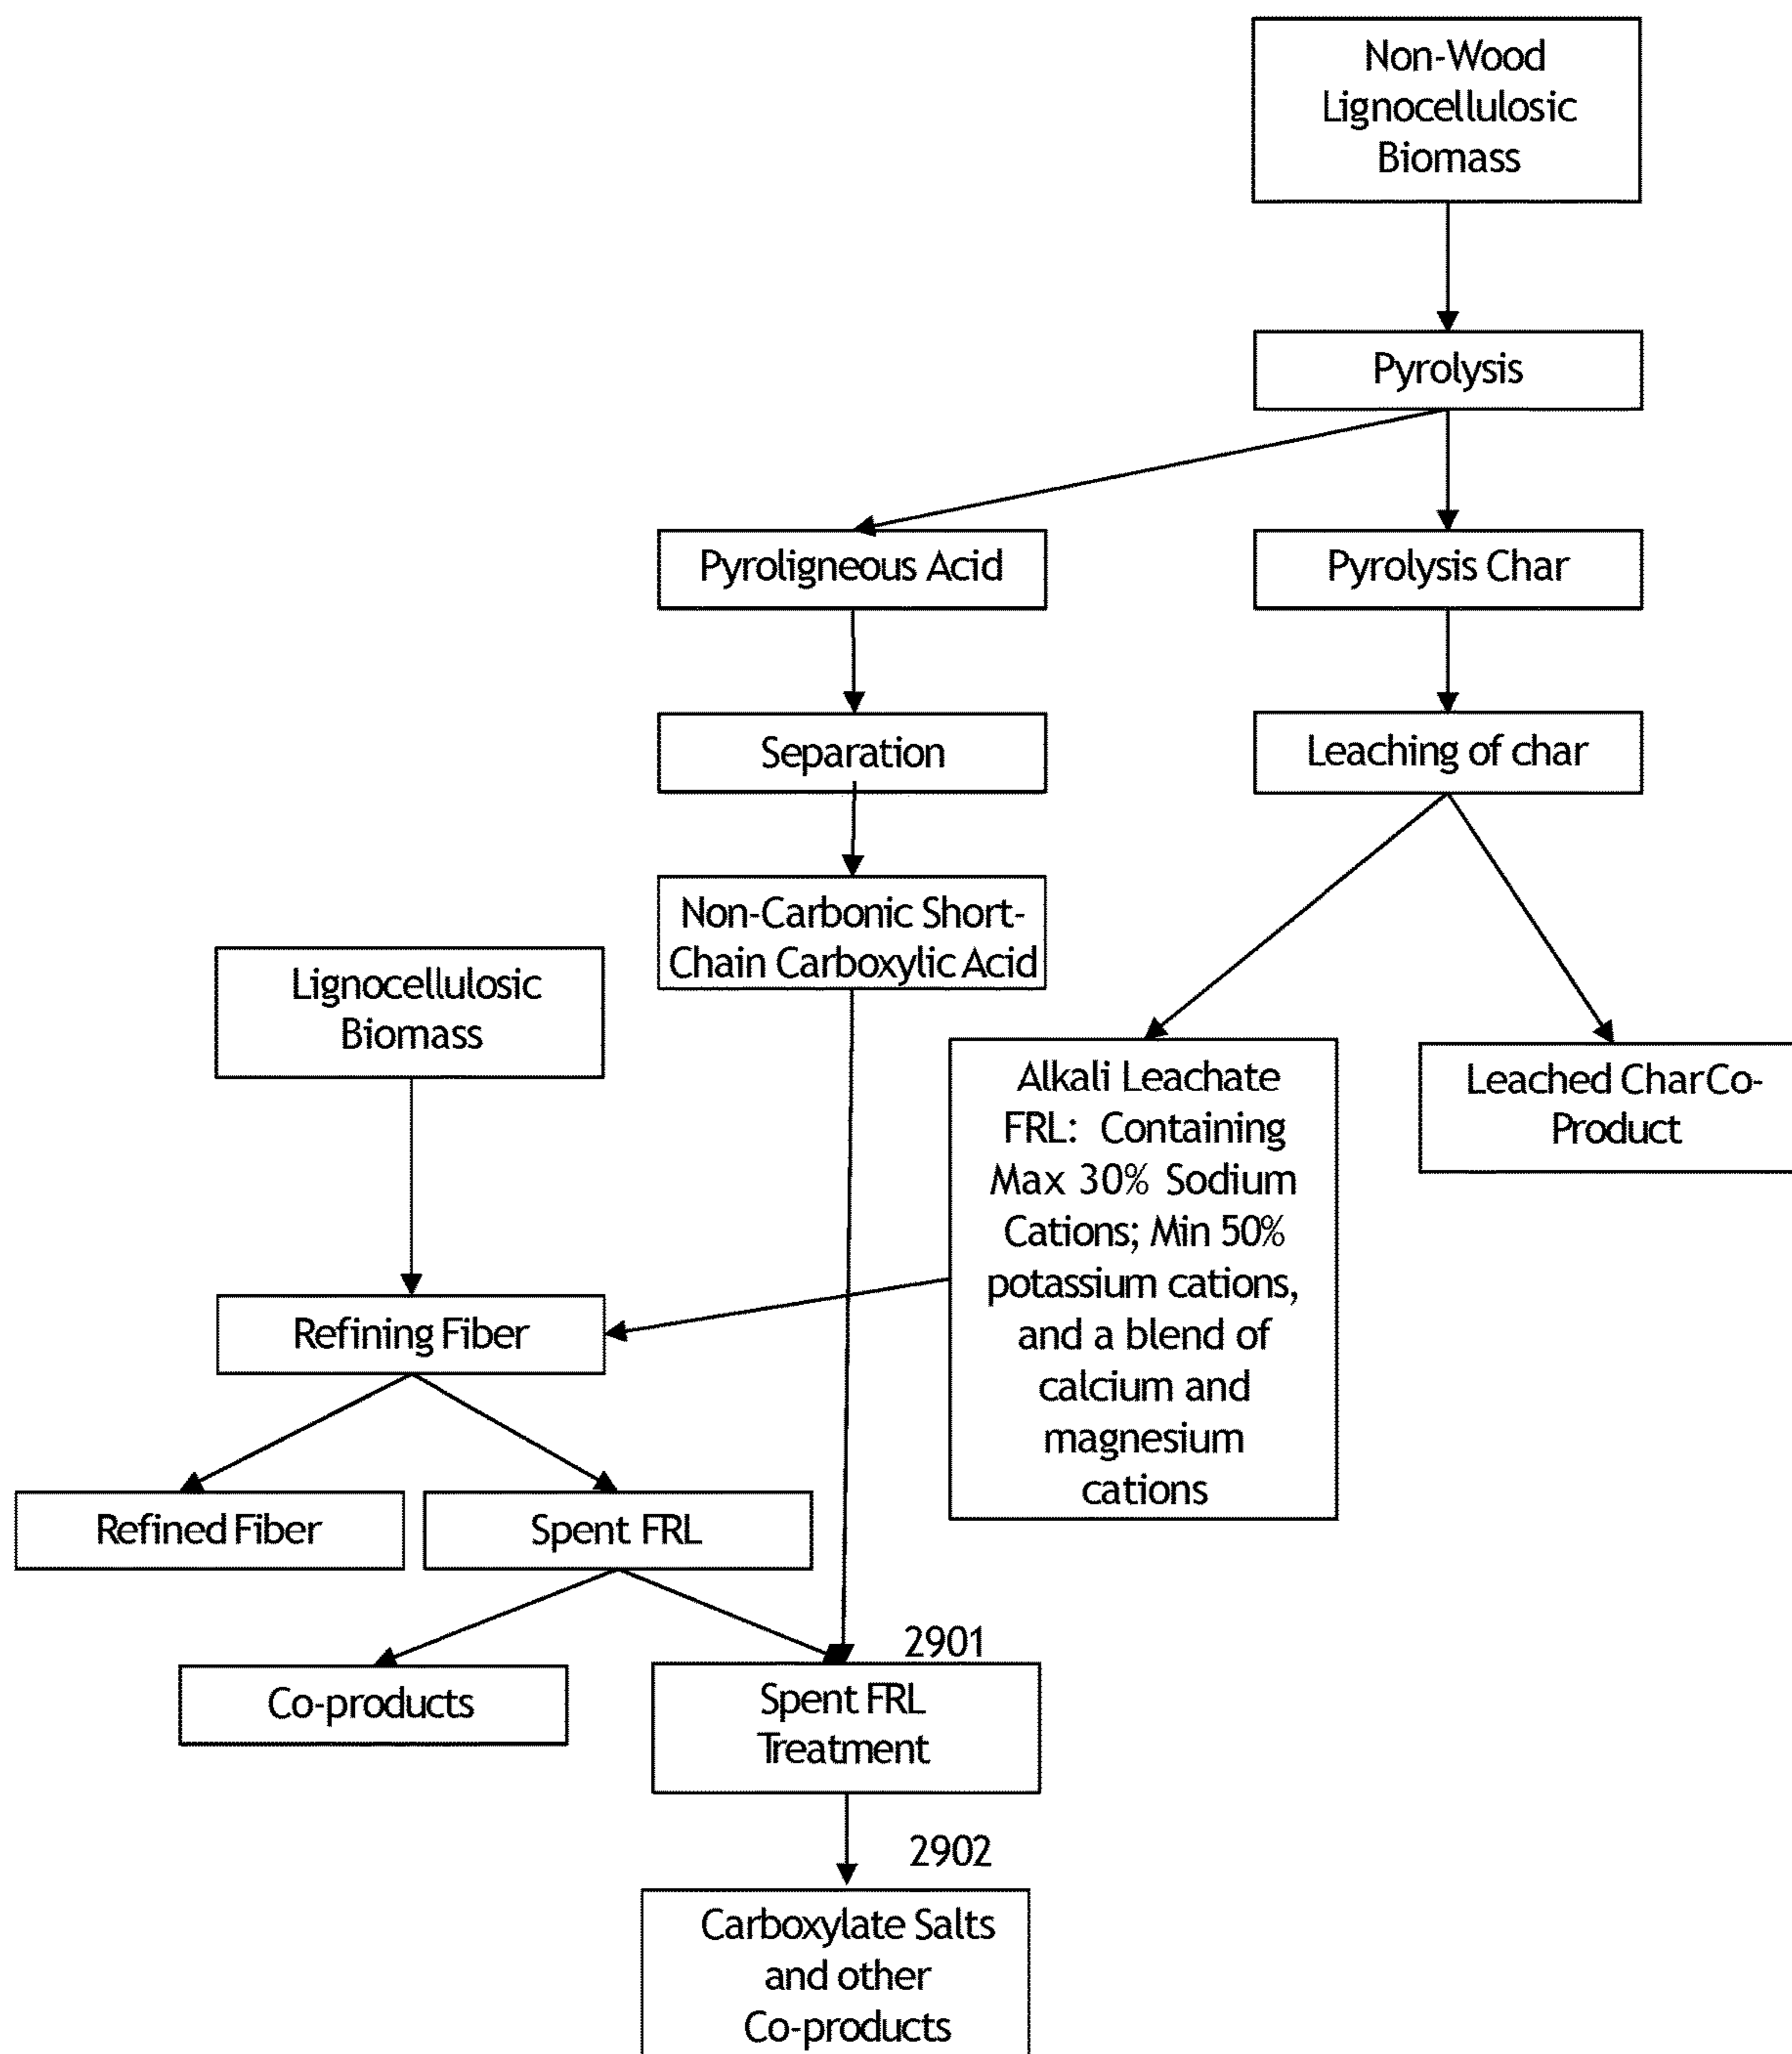 Non-Wood
Lignocellulosic
Biomass
Pyrolysis
Pyroligneous Acid
Pyrolysis Char
Separation
Leaching of char
Non-Carbonic Short-
Chain Carboxylic Acid
Lignocellulosic
Biomass
Alkali Leachate
FRL: Containing
Max 30% Sodium
Cations; Min 50%
potassium cations,
and a blend of
calcium and
magnesium
cations
Leached Char Co-
Product
Refining Fiber
Refined Fiber
Spent FRL
2901
Co-products
Spent FRL
Treatment
2902
Carboxylate Salts
and other
Co-products